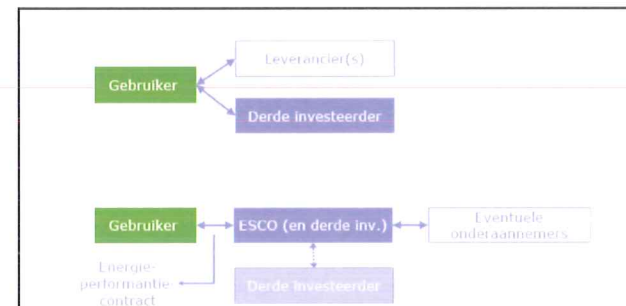 Leverancier(s)
Gebruiker
Derde investeerder
Gebruiker
ESCO (en derde inv.)
Eventuele
onderaannemers
Energie-
performantie-
contract
Derde investeerder